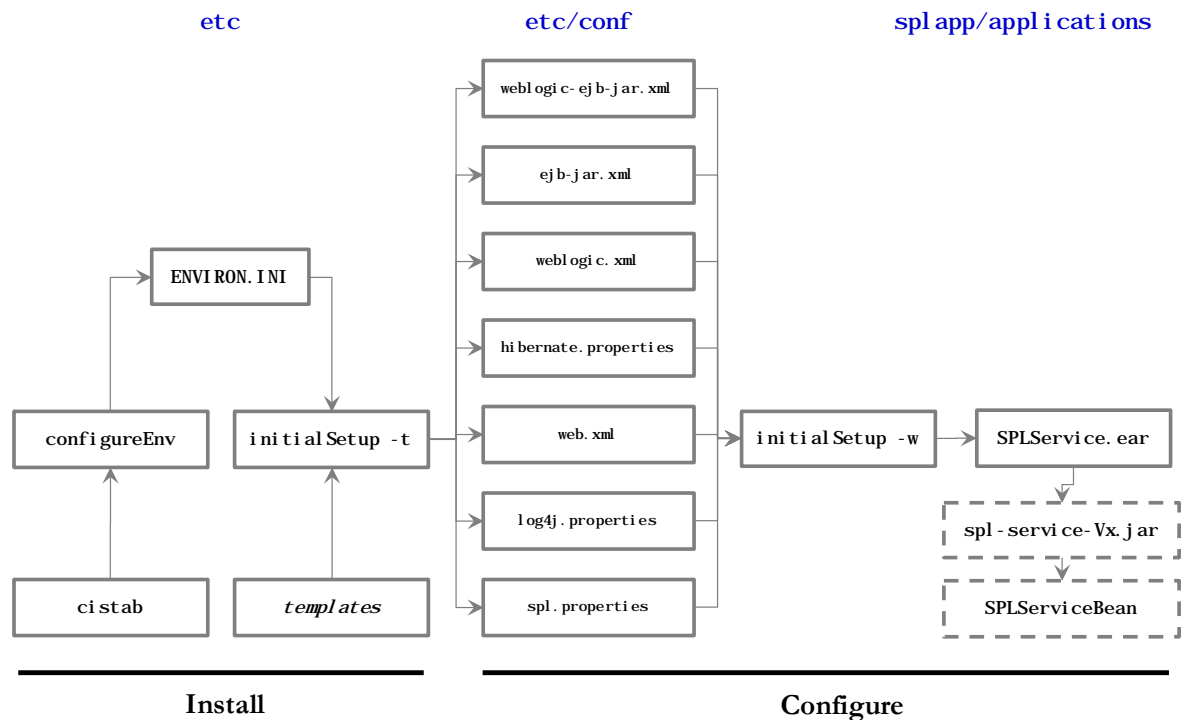 etc
etc/conf
splapp/applications
weblogic-ejb-jar.xml
ejb-jar.xml
weblogic.xml
ENVIRON.INI
hibernate.properties
configureEnv
initialSetup -t
web.xml
initialSetup -w
SPLService.ear
log4j.properties
spl-service-Vx.jar
cistab
templates
spl.properties
SPLServiceBean
Install
Configure